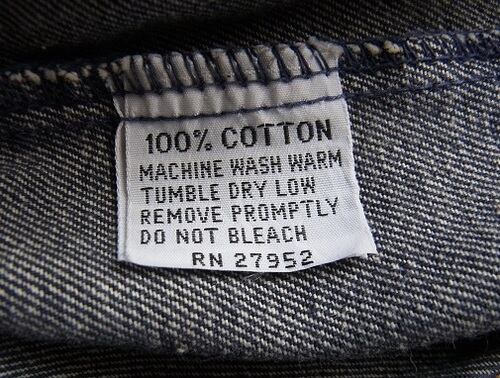 100% COTTON
MACHINE WASH WARM
TUMBLE DRY LOW
REMOVE PROMPTLY
DO NOT BLEACH
RN 27952